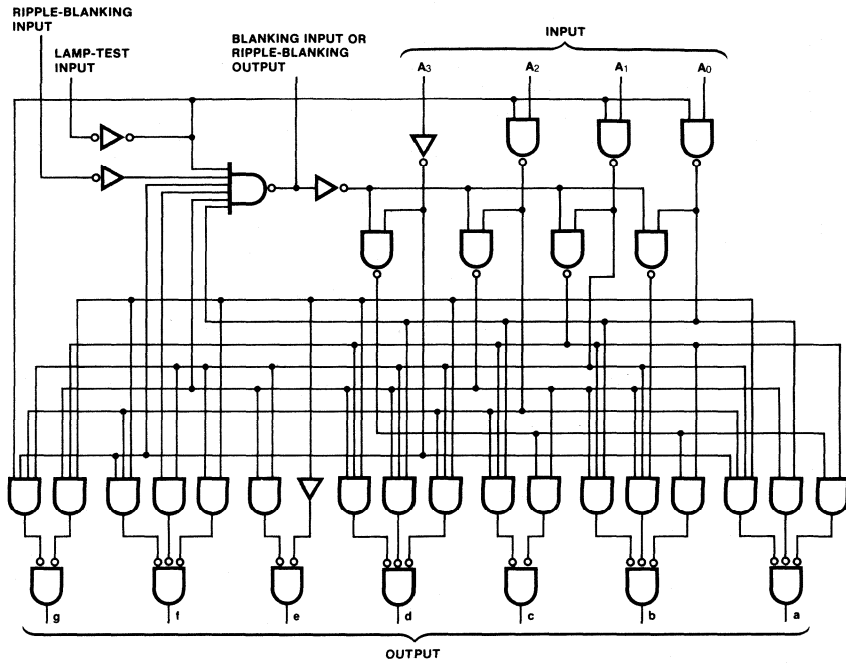 RIPPLE-BLANKING
INPUT
LAMP-TEST
INPUT
BLANKING INPUT OR
RIPPLE-BLANKING
OUTPUT
INPUT
A3
A2
A1
A0
g
f
e
d
c
b
a
OUTPUT